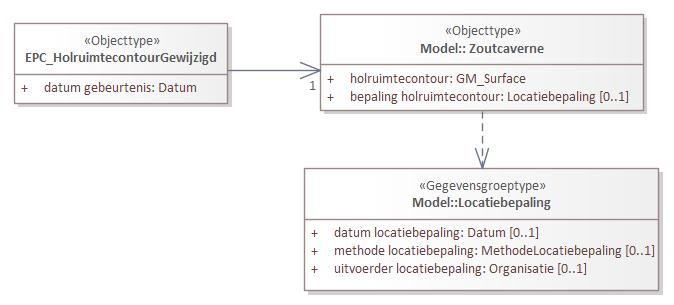 «Objecttype»
EPC_HolruimtecontourGewijzigd
+ datum gebeurtenis: Datum
1
«Objecttype»
Model:: Zoutcaverne
+ holruimtecontour: GM_Surface
+ bepaling holruimtecontour: Locatiebepaling [0..1]
«Gegevensgroeptype»
Model::Locatiebepaling
+ datum locatiebepaling: Datum [0..1]
+ methode locatiebepaling: MethodeLocatiebepaling [0..1]
+ uitvoerder locatiebepaling: Organisatie [0..1]